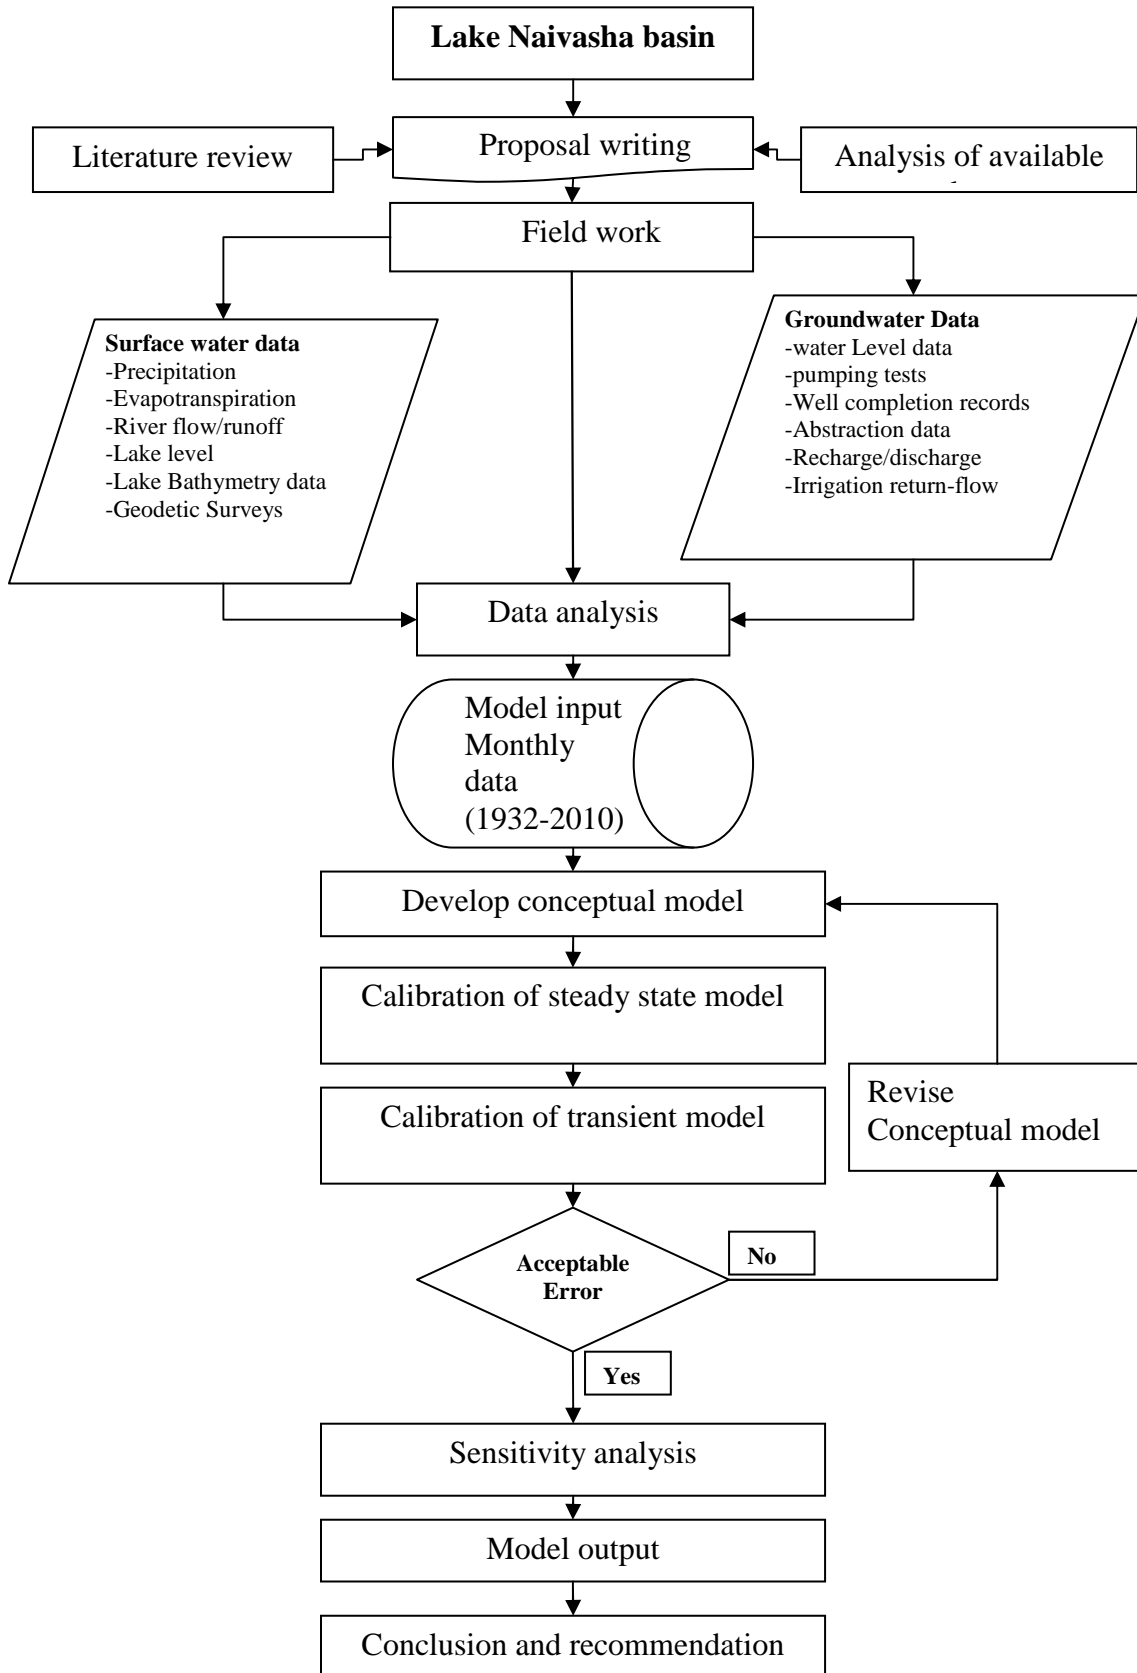 Lake Naivasha basin
Proposal writing
Literature review
Analysis of available
Field work
Surface water data
-Precipitation
-Evapotranspiration
-River flow/runoff
-Lake level
-Lake Bathymetry data
-Geodetic Surveys
Groundwater Data
-water Level data
-pumping tests
-Well completion records
-Abstraction data
-Recharge/discharge
-Irrigation return-flow
Data analysis
Model input
Monthly
data
(1932-2010)
Develop conceptual model
Calibration of steady state model
Calibration of transient model
Revise
Conceptual model
Acceptable
Error
No
Yes
Sensitivity analysis
Model output
Conclusion and recommendation